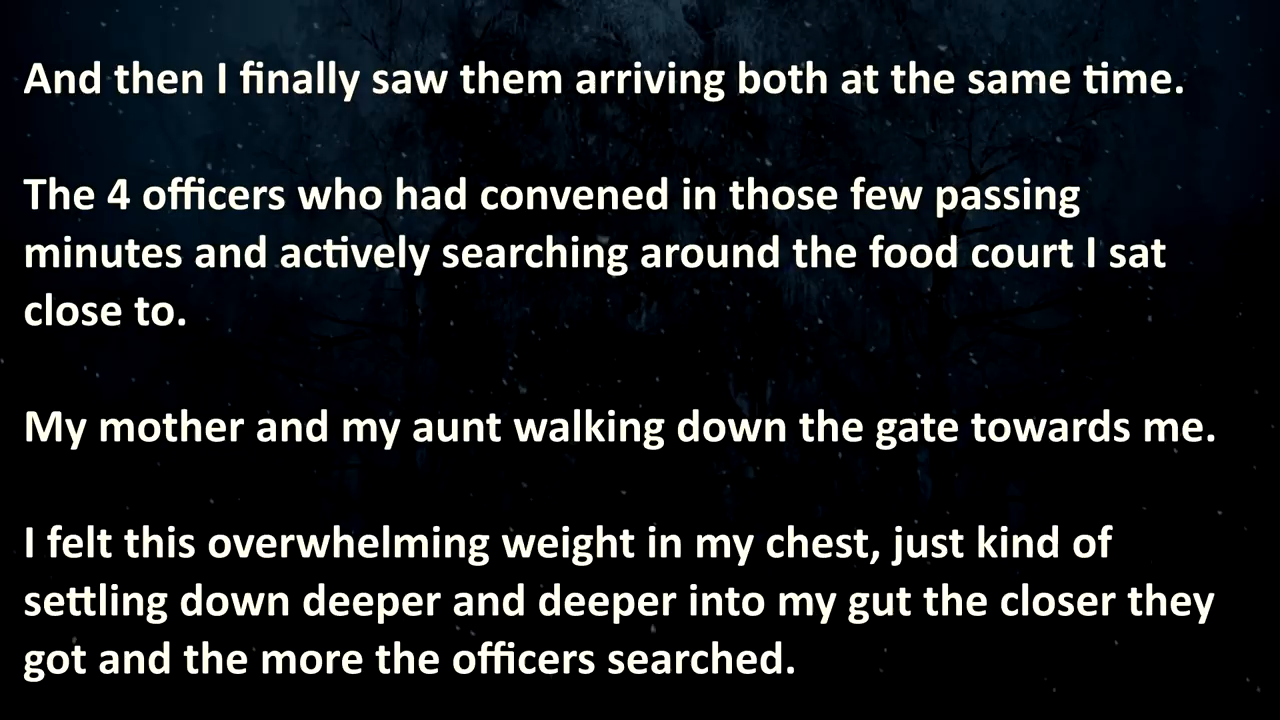 And then I finally saw them arriving both at the same time.
The 4 officers who had convened in those few passing
minutes and actively searching around the food court I sat
close to.
My mother and my aunt walking down the gate towards me.
I felt this overwhelming weight in my chest, just kind of
settling down deeper and deeper into my gut the closer they
got and the more the officers searched.